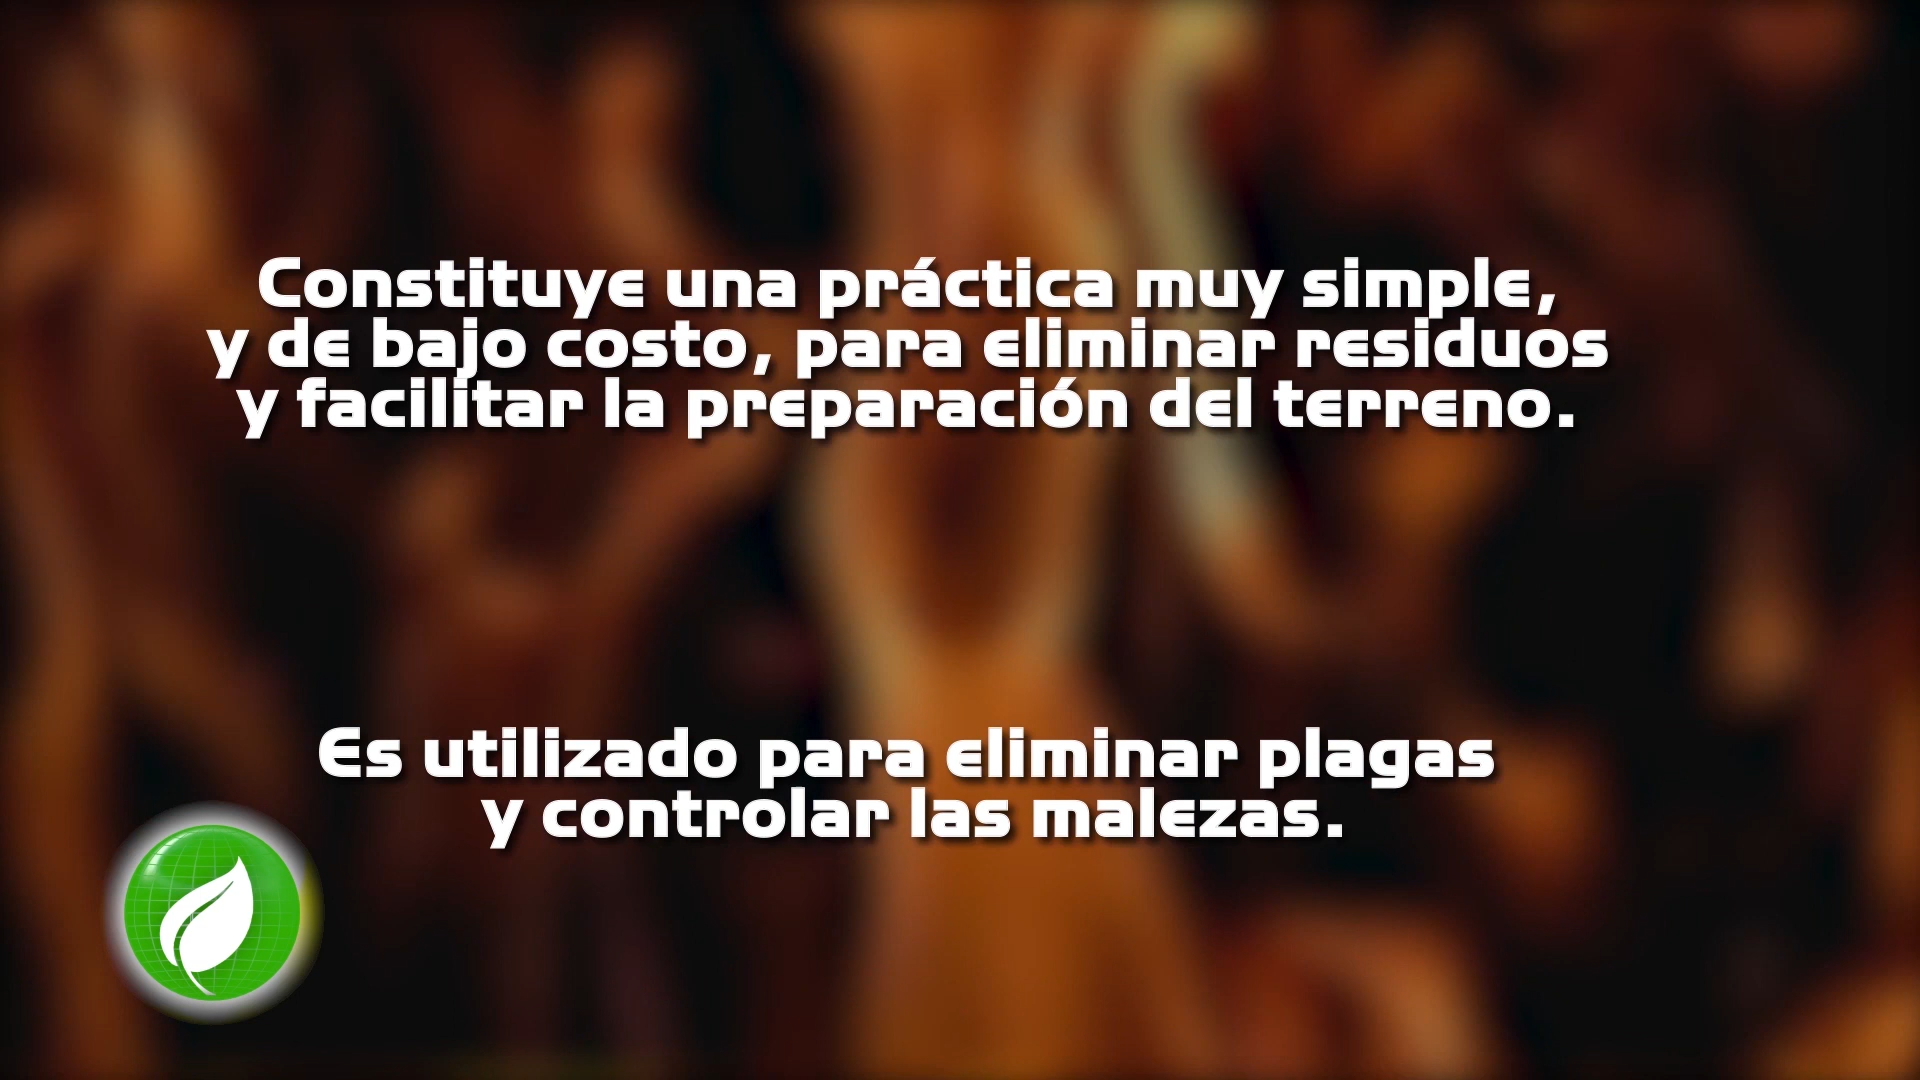 Constituye una práctica muy simple,
y de bajo costo, para eliminar residuos
y facilitar la preparación del terreno.
Es utilizado para eliminar plagas
y controlar las malezas.